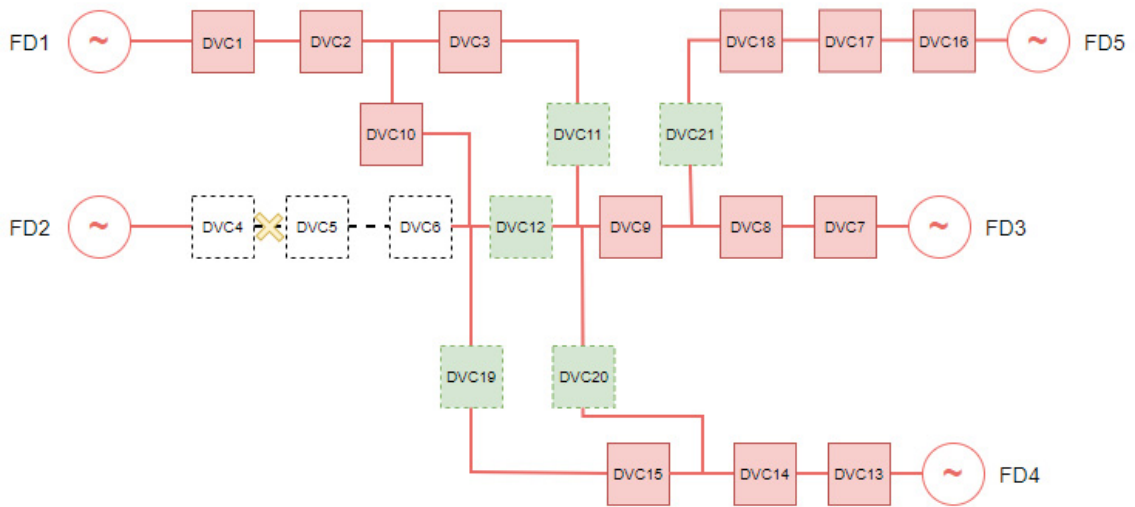 FD1 ~ DVC1 DVC2 DVC3 DVC18 DVC17 DVC16 ~ FD5
DVC10 DVC11 DVC21
FD2 ~ DVC4 DVC5 DVC6 DVC12 DVC9 DVC8 DVC7 ~ FD3
DVC19 DVC20
DVC15 DVC14 DVC13 ~ FD4